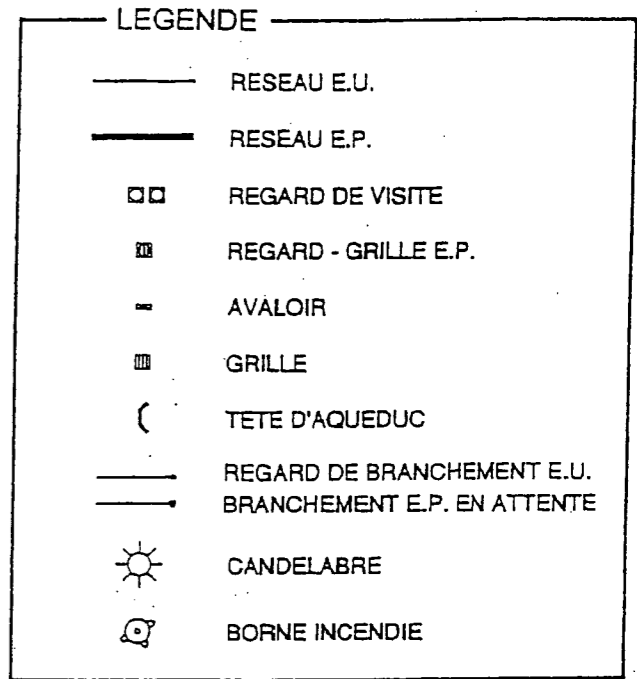 LEGENDE
RESEAU E.U.
RESEAU E.P.
REGARD DE VISITE
REGARD - GRILLE E.P.
AVALOIR
GRILLE
TETE D'AQUEDUC
REGARD DE BRANCHEMENT E.U.
BRANCHEMENT E.P. EN ATTENTE
CANDELABRE
BORNE INCENDIE